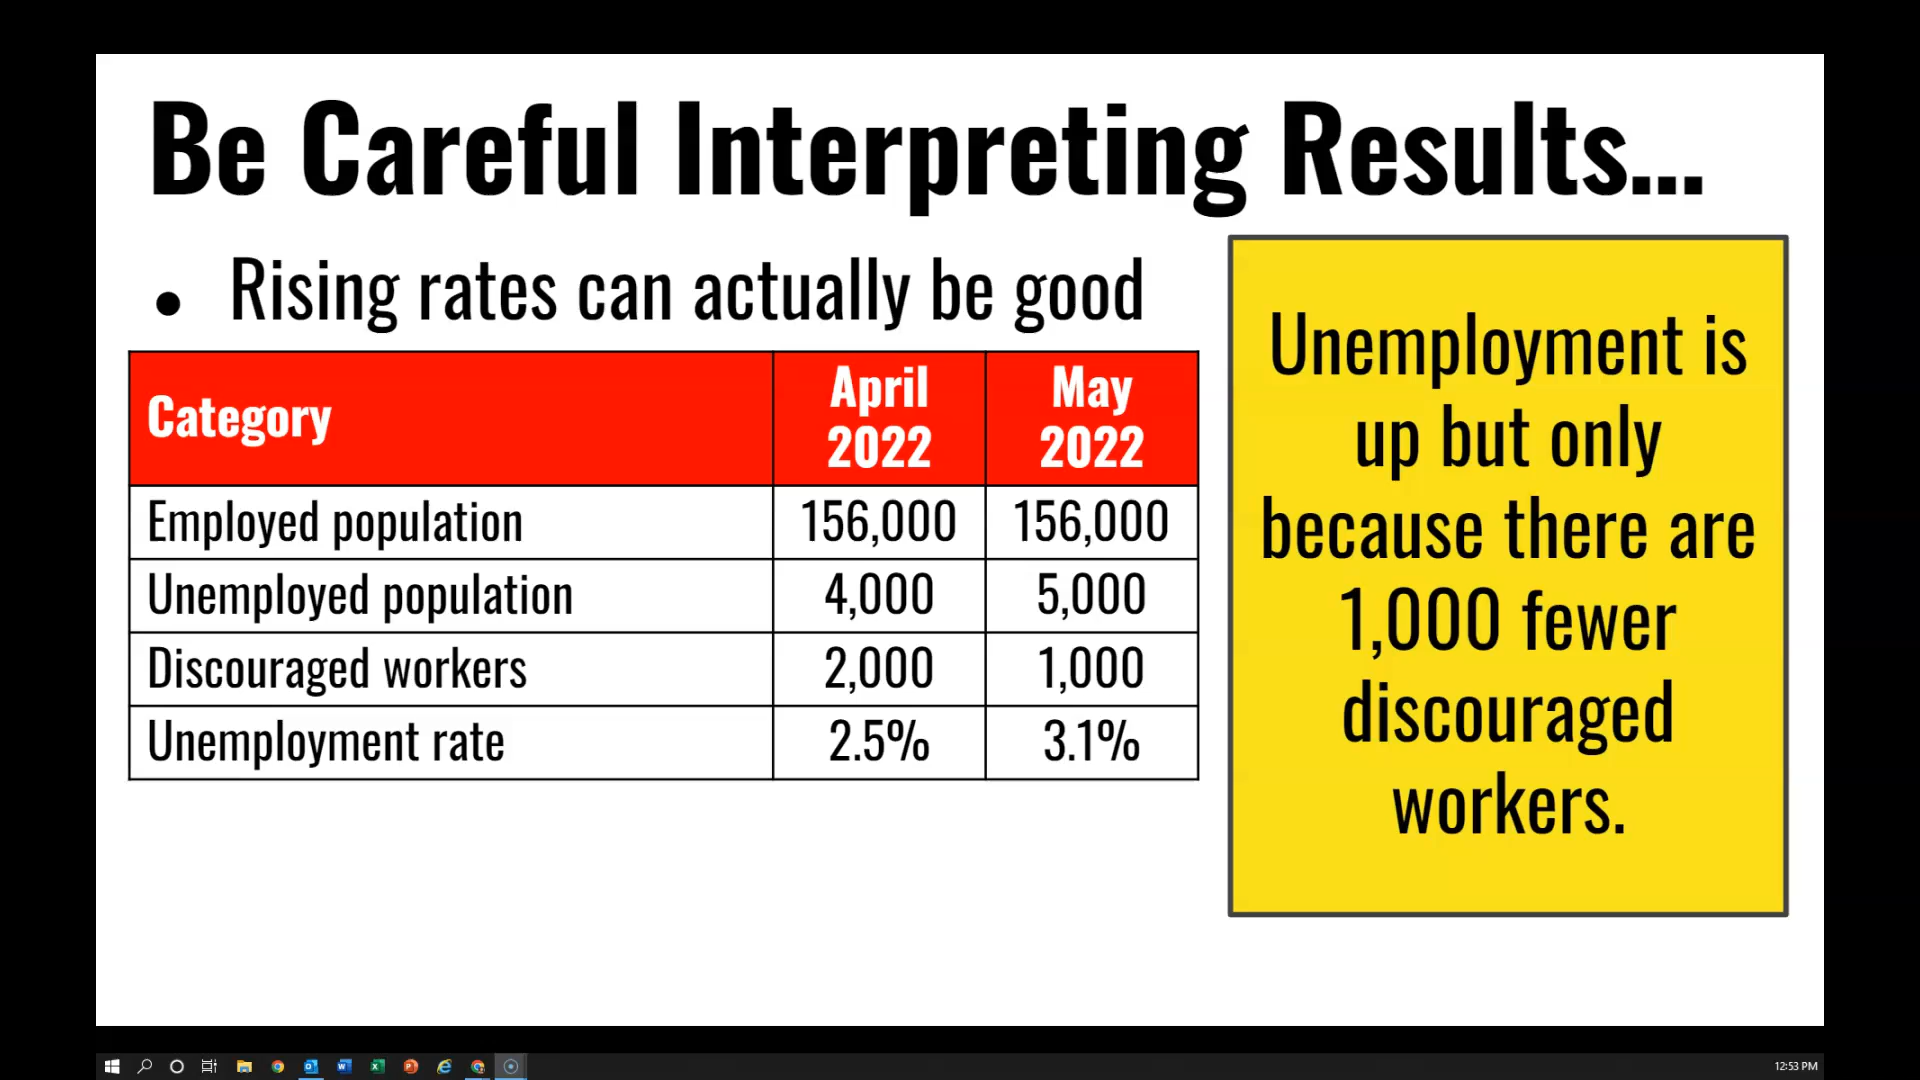 Be Careful Interpreting Results...
● Rising rates can actually be good
Category April 2022 May 2022
Employed population 156,000 156,000
Unemployed population 4,000 5,000
Discouraged workers 2,000 1,000
Unemployment rate 2.5% 3.1%
Unemployment is
up but only
because there are
1,000 fewer
discouraged
workers.
12:53 PM